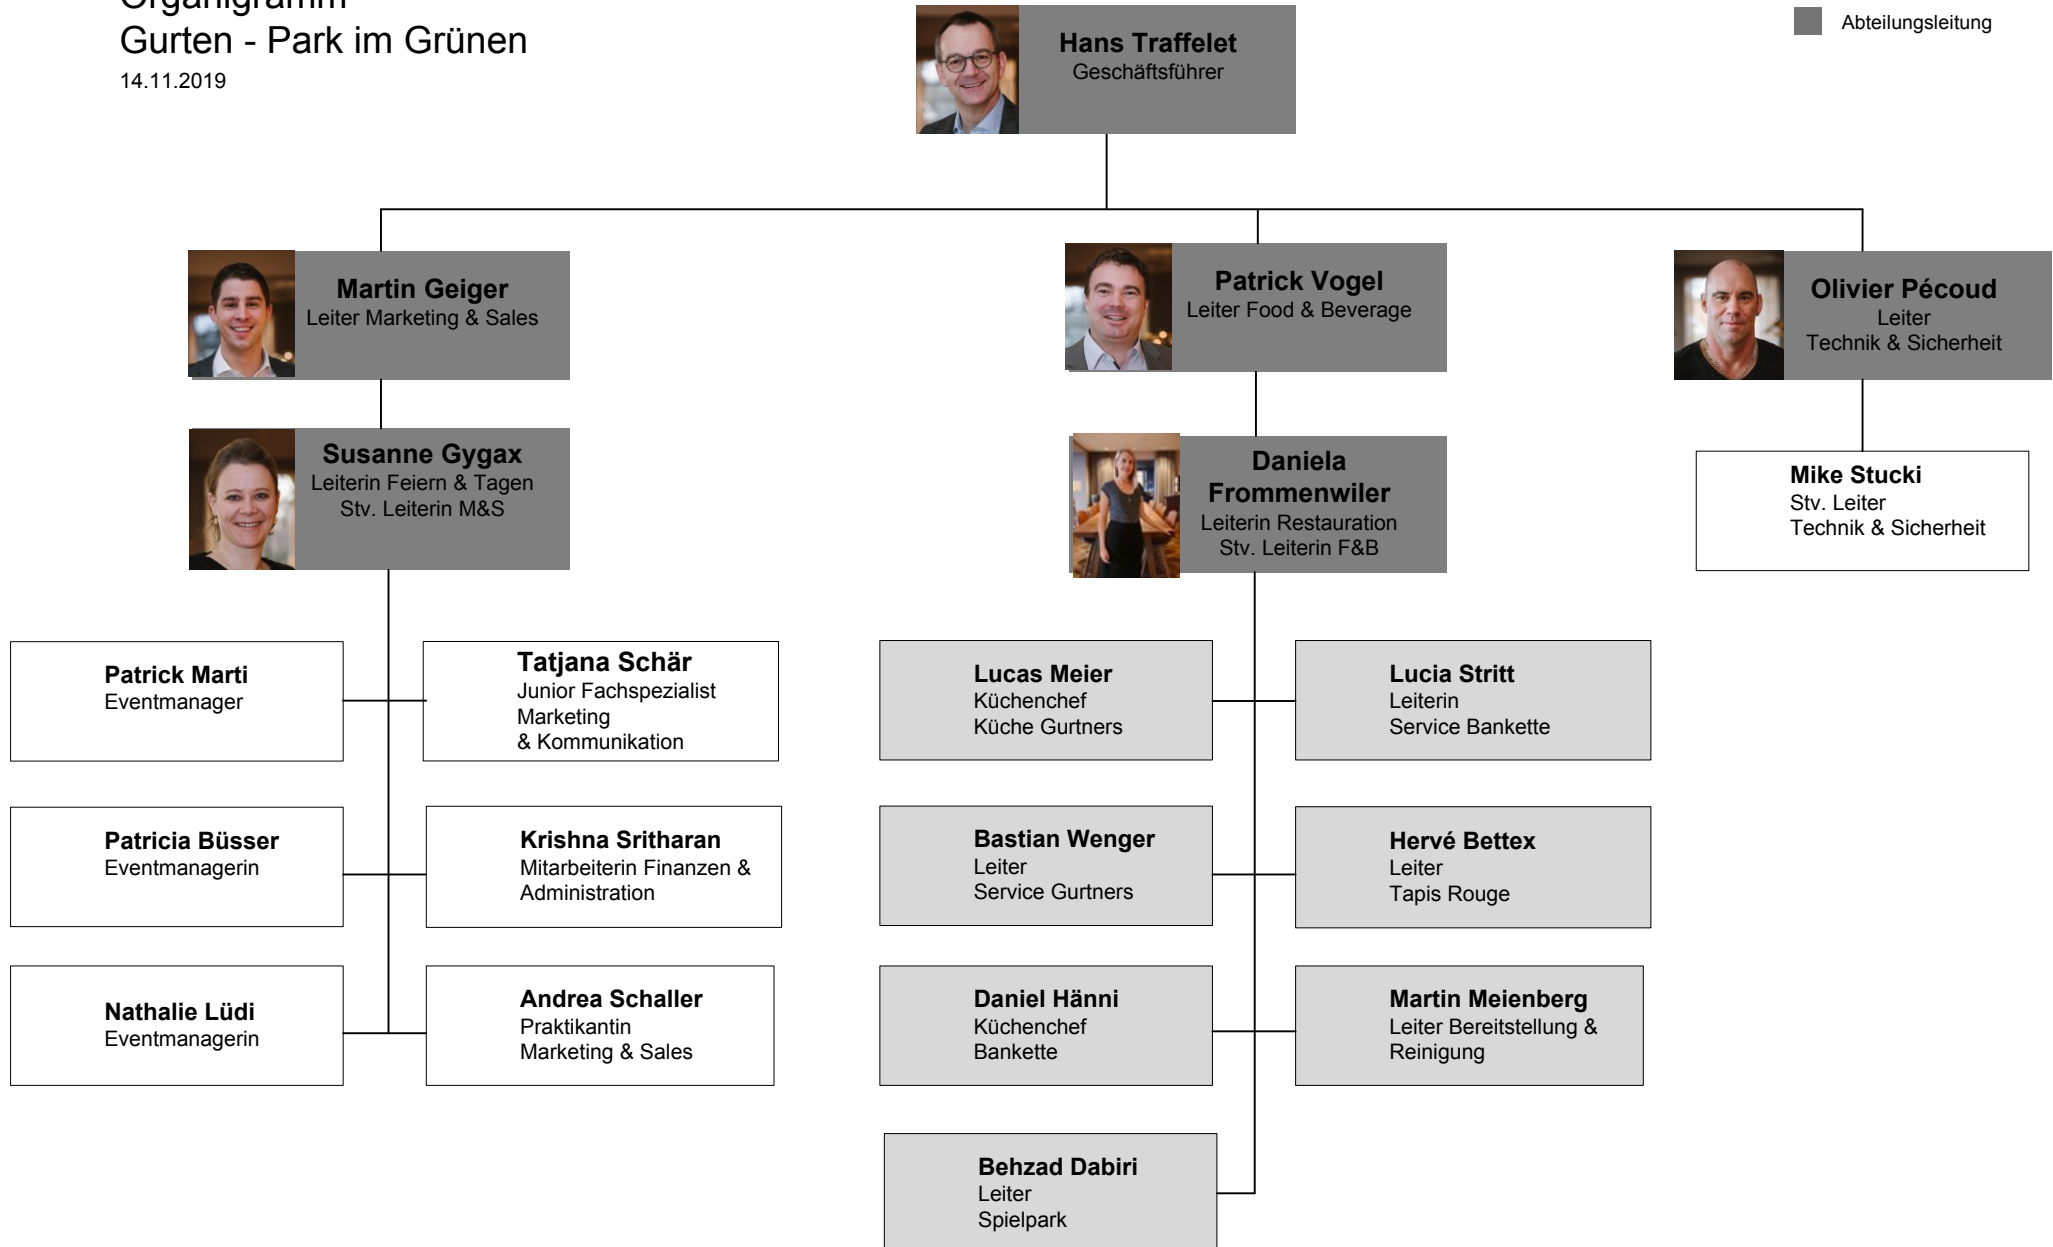 Organigramm
Gurten - Park im Grünen
14.11.2019
Abteilungsleitung
Hans Traffelet
Geschäftsführer
Martin Geiger
Leiter Marketing & Sales
Patrick Vogel
Leiter Food & Beverage
Olivier Pécoud
Leiter
Technik & Sicherheit
Susanne Gygax
Leiterin Feiern & Tagen
Stv. Leiterin M&S
Daniela
Frommenwiler
Leiterin Restauration
Stv. Leiterin F&B
Mike Stucki
Stv. Leiter
Technik & Sicherheit
Patrick Marti
Eventmanager
Tatjana Schär
Junior Fachspezialist
Marketing
& Kommunikation
Lucas Meier
Küchenchef
Küche Gurtners
Lucia Stritt
Leiterin
Service Bankette
Patricia Büsser
Eventmanagerin
Krishna Sritharan
Mitarbeiterin Finanzen &
Administration
Bastian Wenger
Leiter
Service Gurtners
Hervé Bettex
Leiter
Tapis Rouge
Nathalie Lüdi
Eventmanagerin
Andrea Schaller
Praktikantin
Marketing & Sales
Daniel Hänni
Küchenchef
Bankette
Martin Meienberg
Leiter Bereitstellung &
Reinigung
Behzad Dabiri
Leiter
Spielpark